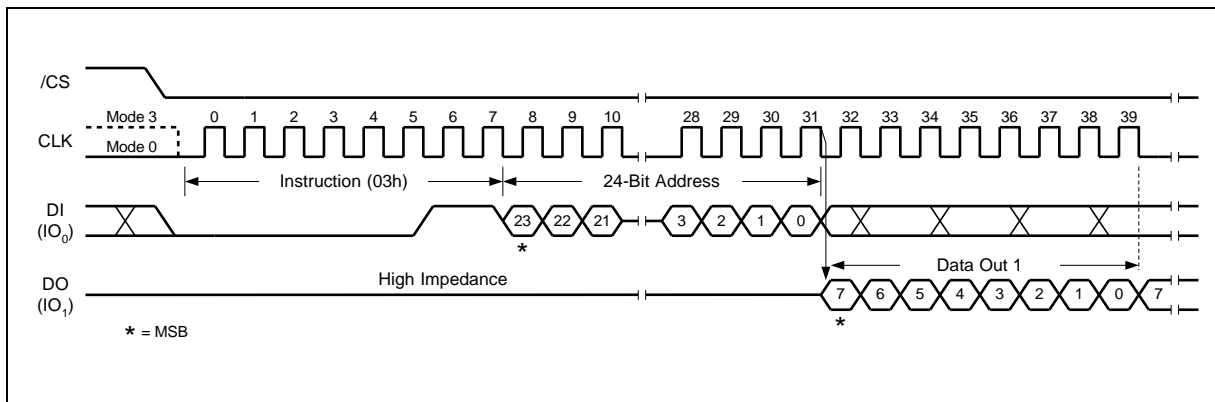 /CS
Mode 3 0 1 2 3 4 5 6 7 8 9 10 28 29 30 31 32 33 34 35 36 37 38 39
CLK
Mode 0
Instruction (03h) 24-Bit Address
DI
(IO0) 23 22 21 3 2 1 0
*
High Impedance Data Out 1
DO
(IO1) 7 6 5 4 3 2 1 0 7
* = MSB *